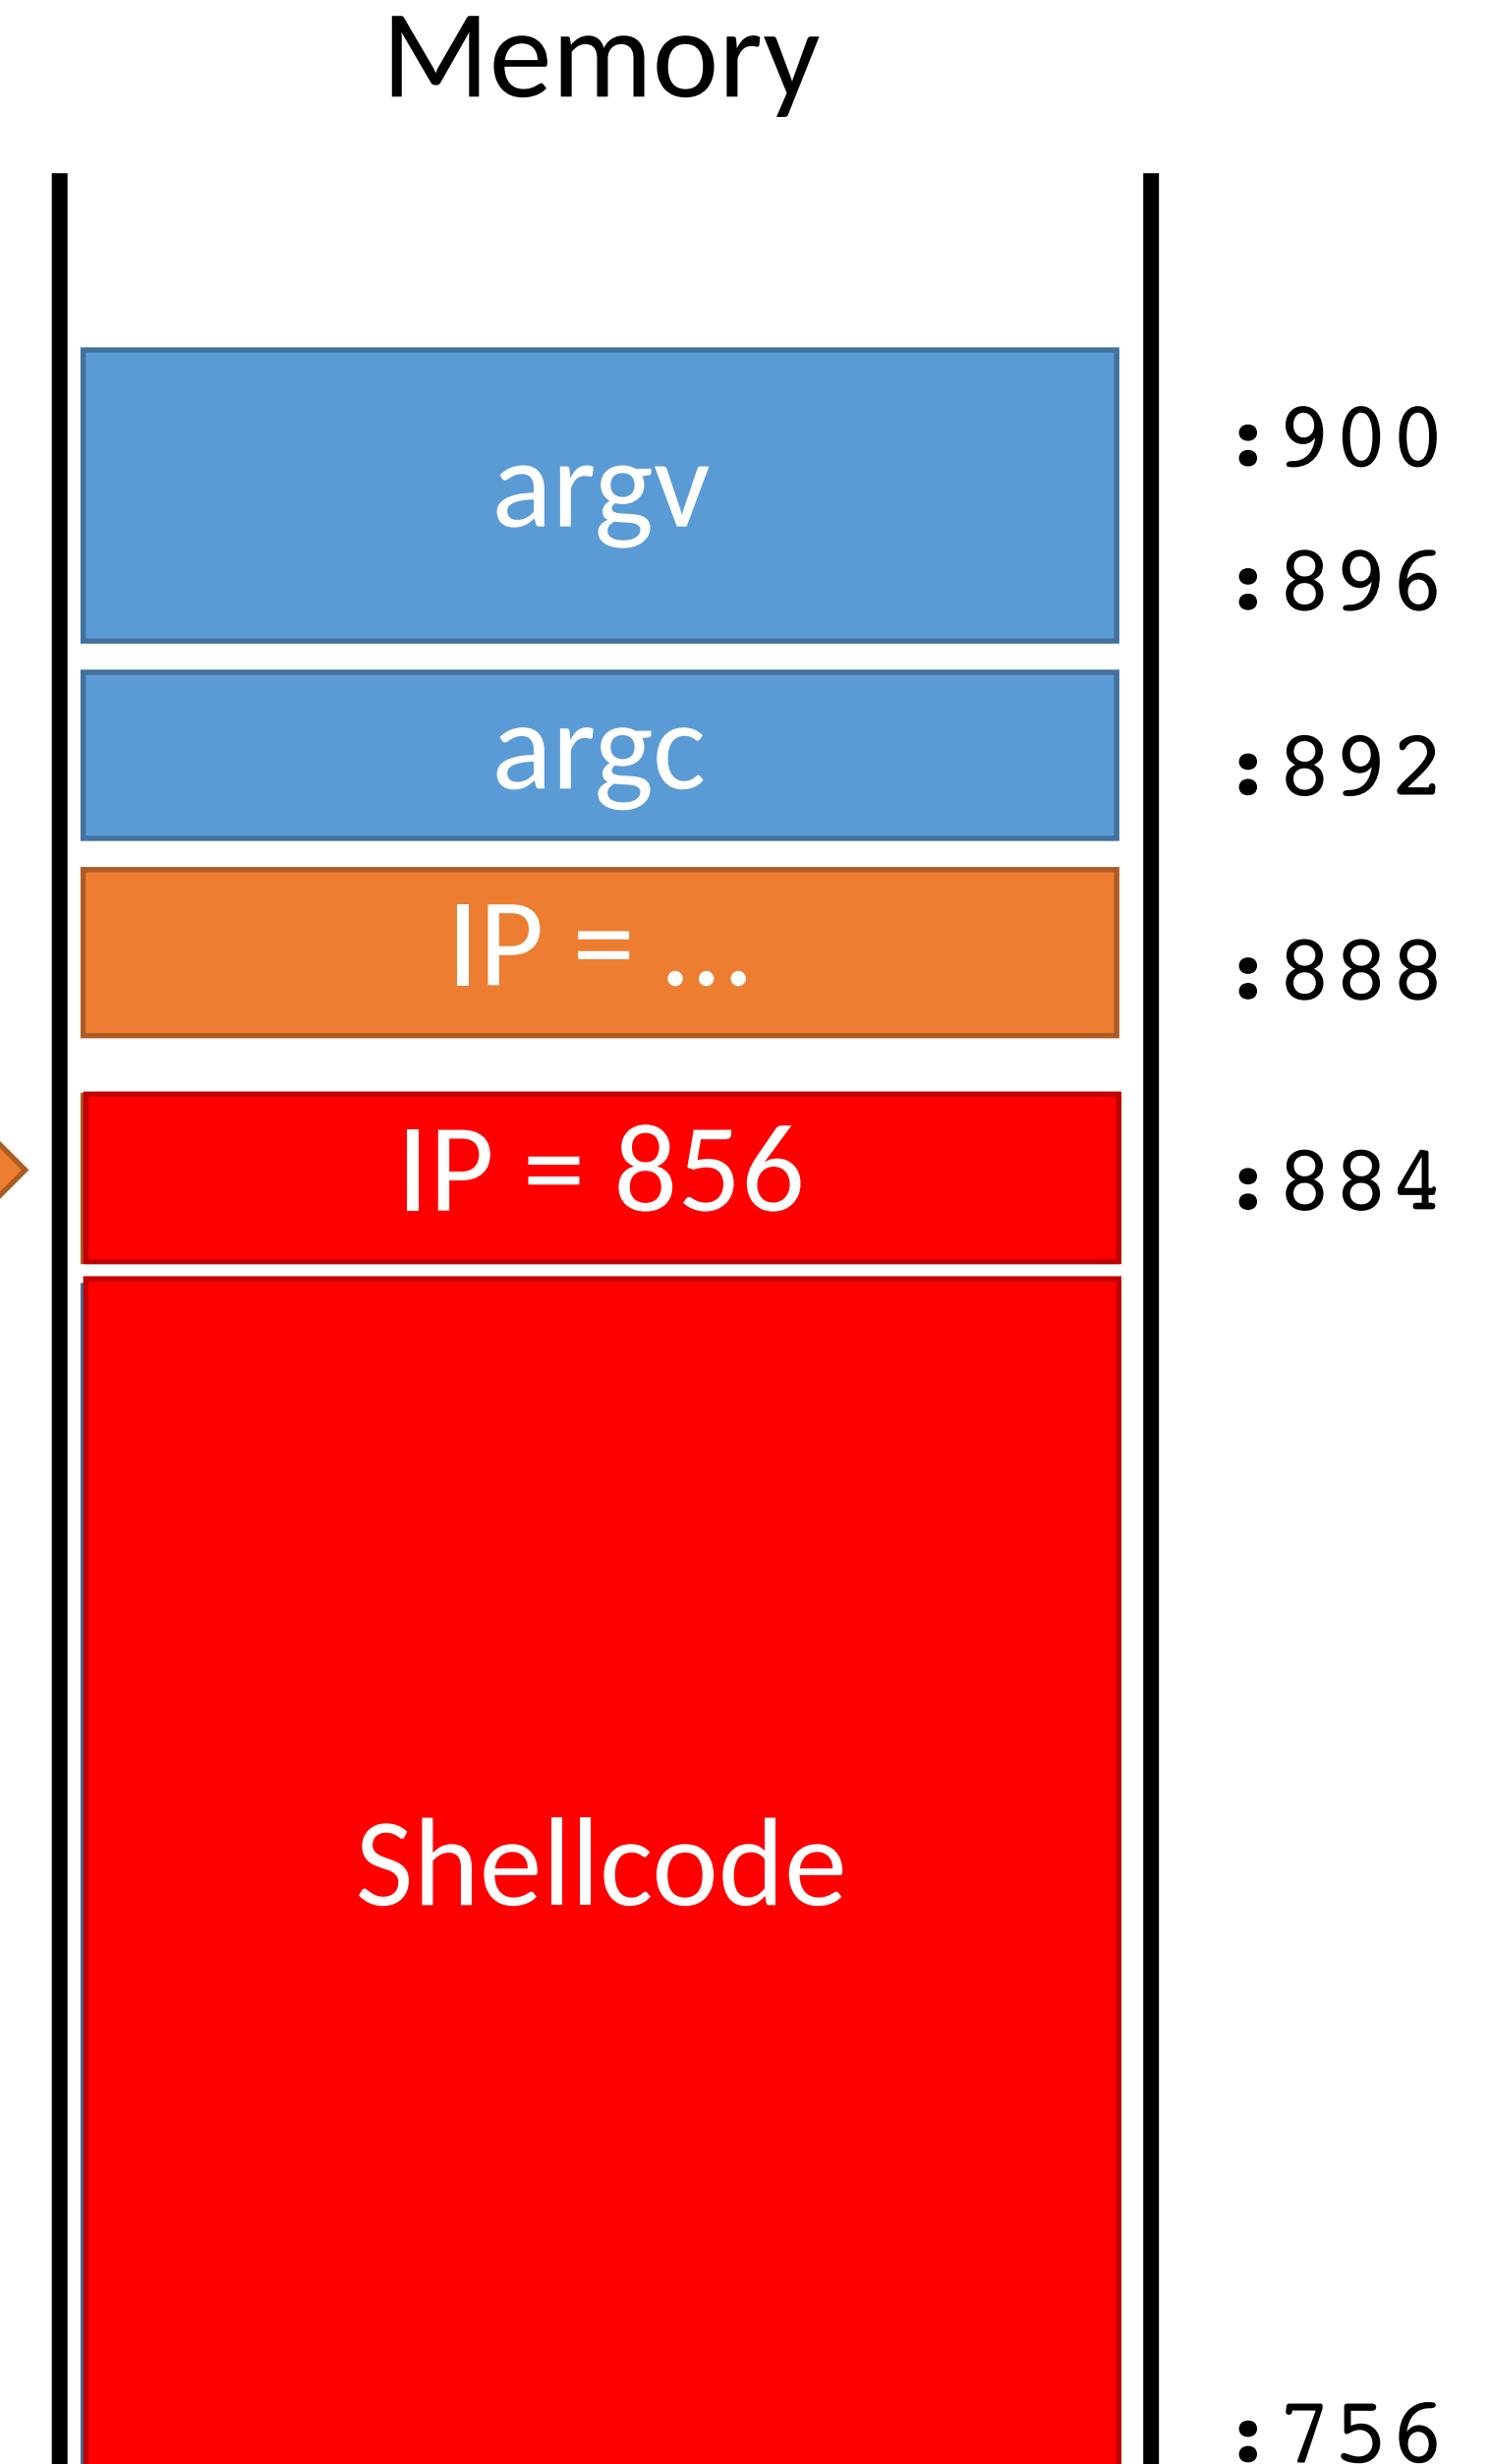 Memory
argv
:900
:896
argc
:892
IP = …
:888
IP = 856
:884
Shellcode
:756